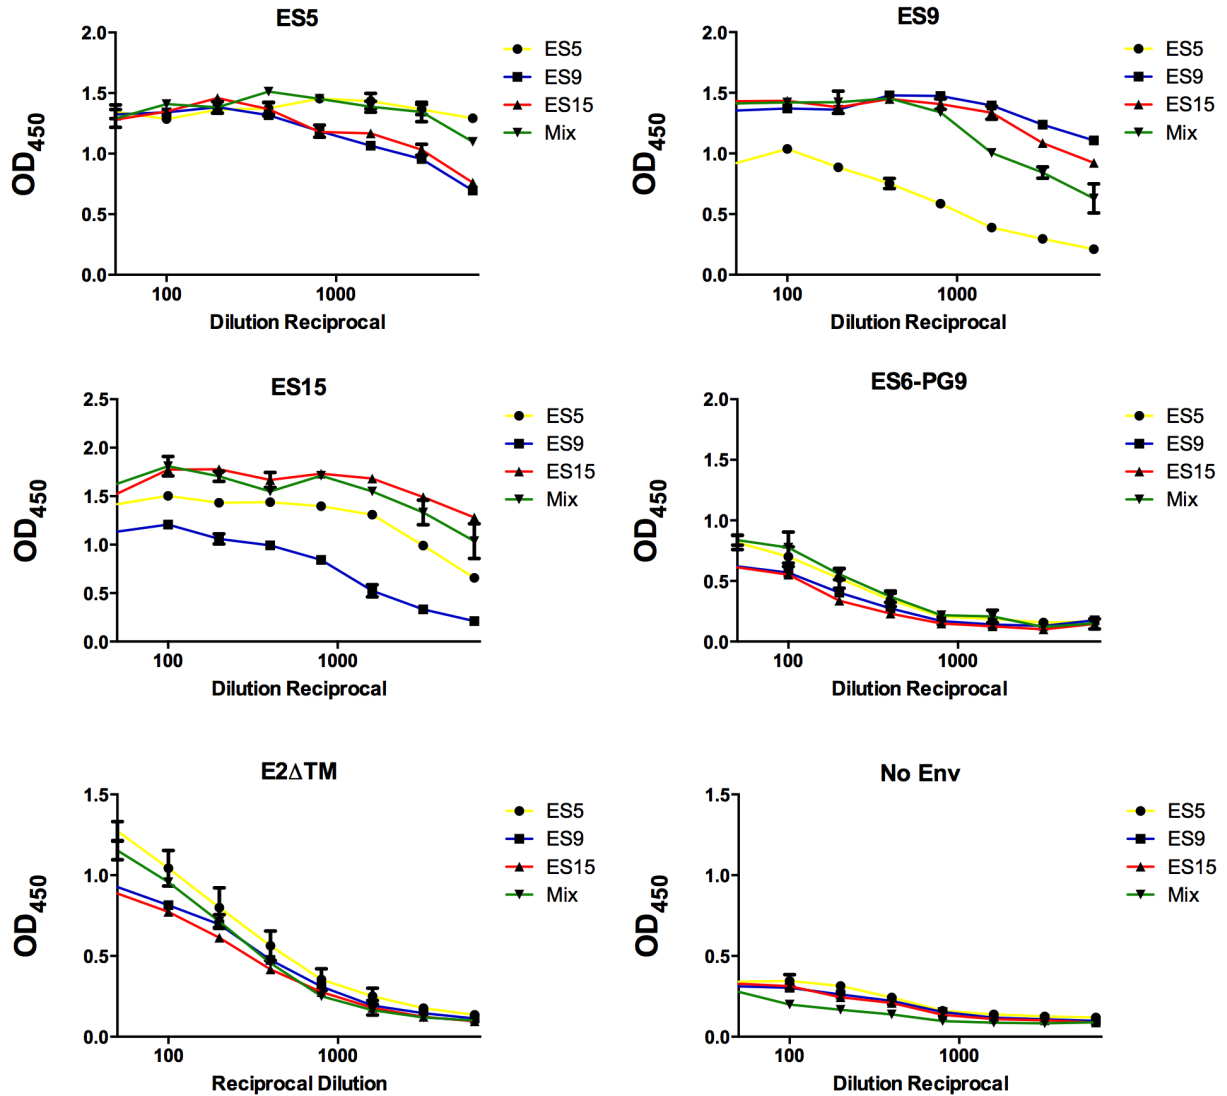 ES5
2.0
1.5
1.0
0.5
0.0
OD450
100
1000
Dilution Reciprocal
ES5
ES9
ES15
Mix
ES9
2.0
1.5
1.0
0.5
0.0
OD450
100
1000
Dilution Reciprocal
ES5
ES9
ES15
Mix
ES15
2.5
2.0
1.5
1.0
0.5
0.0
OD450
100
1000
Dilution Reciprocal
ES5
ES9
ES15
Mix
ES6-PG9
2.0
1.5
1.0
0.5
0.0
OD450
100
1000
Dilution Reciprocal
ES5
ES9
ES15
Mix
E2ΔTM
1.5
1.0
0.5
0.0
OD450
100
1000
Reciprocal Dilution
ES5
ES9
ES15
Mix
No Env
1.5
1.0
0.5
0.0
OD450
100
1000
Dilution Reciprocal
ES5
ES9
ES15
Mix